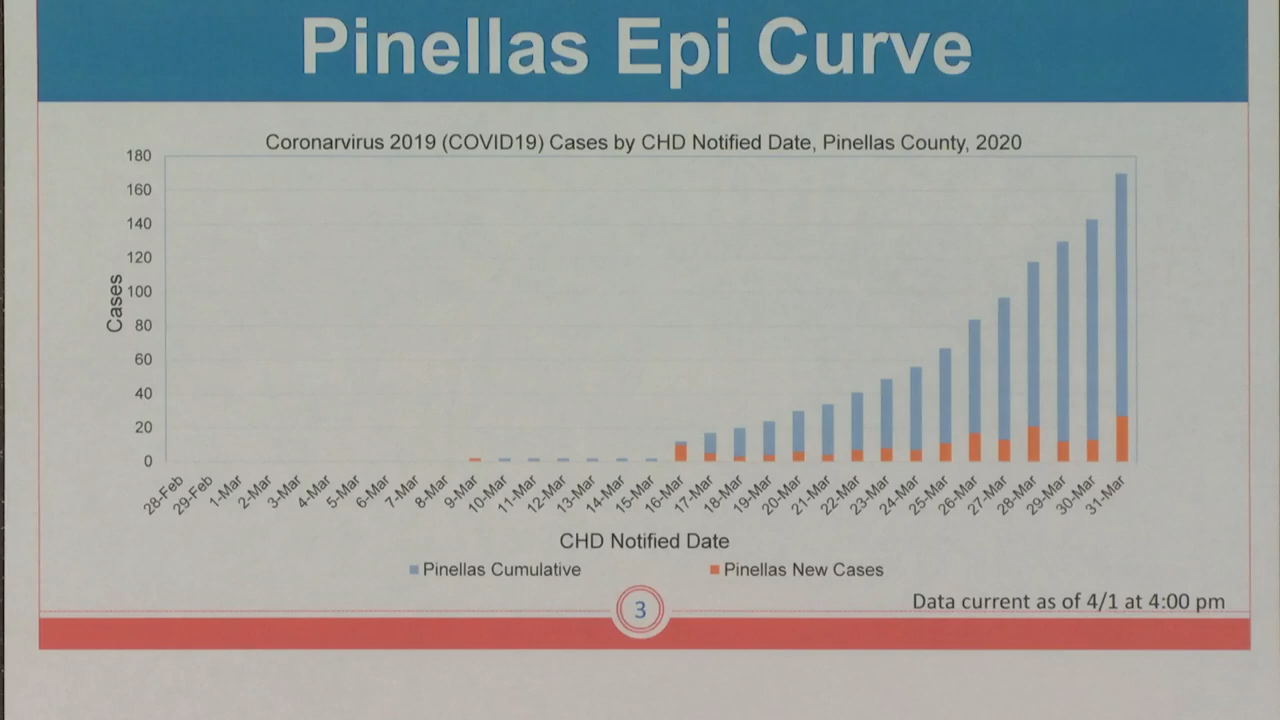 Pinellas Epi Curve
Coronarvirus 2019 (COVID19) Cases by CHD Notified Date, Pinellas County, 2020
180
160
140
120
100
80
60
40
20
0
Cases
28-Feb
29-Feb
1-Mar
2-Mar
3-Mar
4-Mar
5-Mar
6-Mar
7-Mar
8-Mar
9-Mar
10-Mar
11-Mar
12-Mar
13-Mar
14-Mar
15-Mar
16-Mar
17-Mar
18-Mar
19-Mar
20-Mar
21-Mar
22-Mar
23-Mar
24-Mar
25-Mar
26-Mar
27-Mar
28-Mar
29-Mar
30-Mar
31-Mar
CHD Notified Date
Pinellas Cumulative
Pinellas New Cases
Data current as of 4/1 at 4:00 pm
3